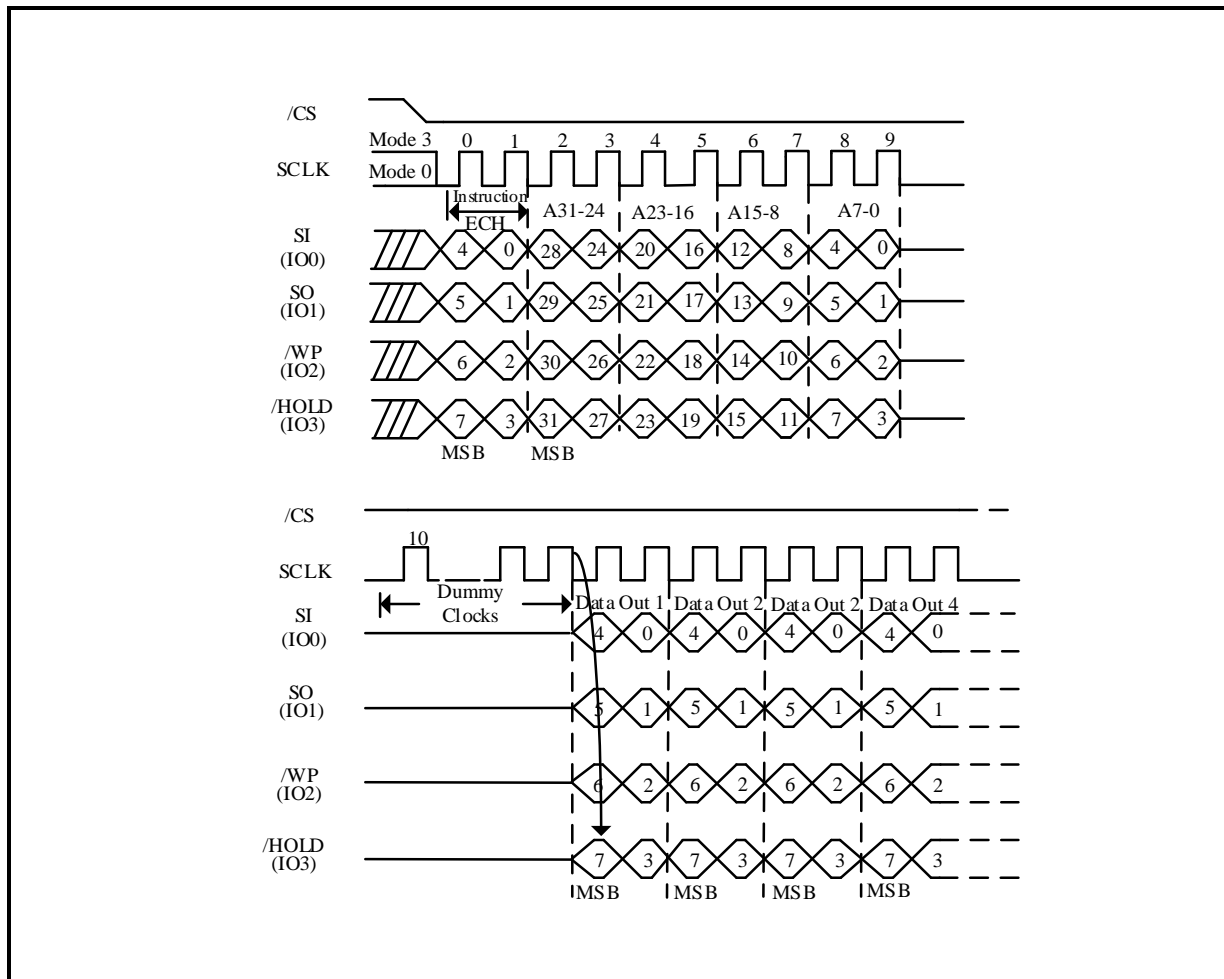 /CS
Mode 3 0 1 2 3 4 5 6 7 8 9
SCLK
Mode 0
Instruction
ECH
A31-24 A23-16 A15-8 A7-0
SI
(IO0)
4 0 28 24 20 16 12 8 4 0
SO
(IO1)
5 1 29 25 21 17 13 9 5 1
/WP
(IO2)
6 2 30 26 22 18 14 10 6 2
/HOLD
(IO3)
7 3 31 27 23 19 15 11 7 3
MSB MSB
/CS
10
SCLK
Dummy
Clocks
Data Out 1 Data Out 2 Data Out 2 Data Out 4
SI
(IO0)
4 0 4 0 4 0 4 0
SO
(IO1)
5 1 5 1 5 1 5 1
/WP
(IO2)
6 2 6 2 6 2 6 2
/HOLD
(IO3)
7 3 7 3 7 3 7 3
MSB MSB MSB MSB